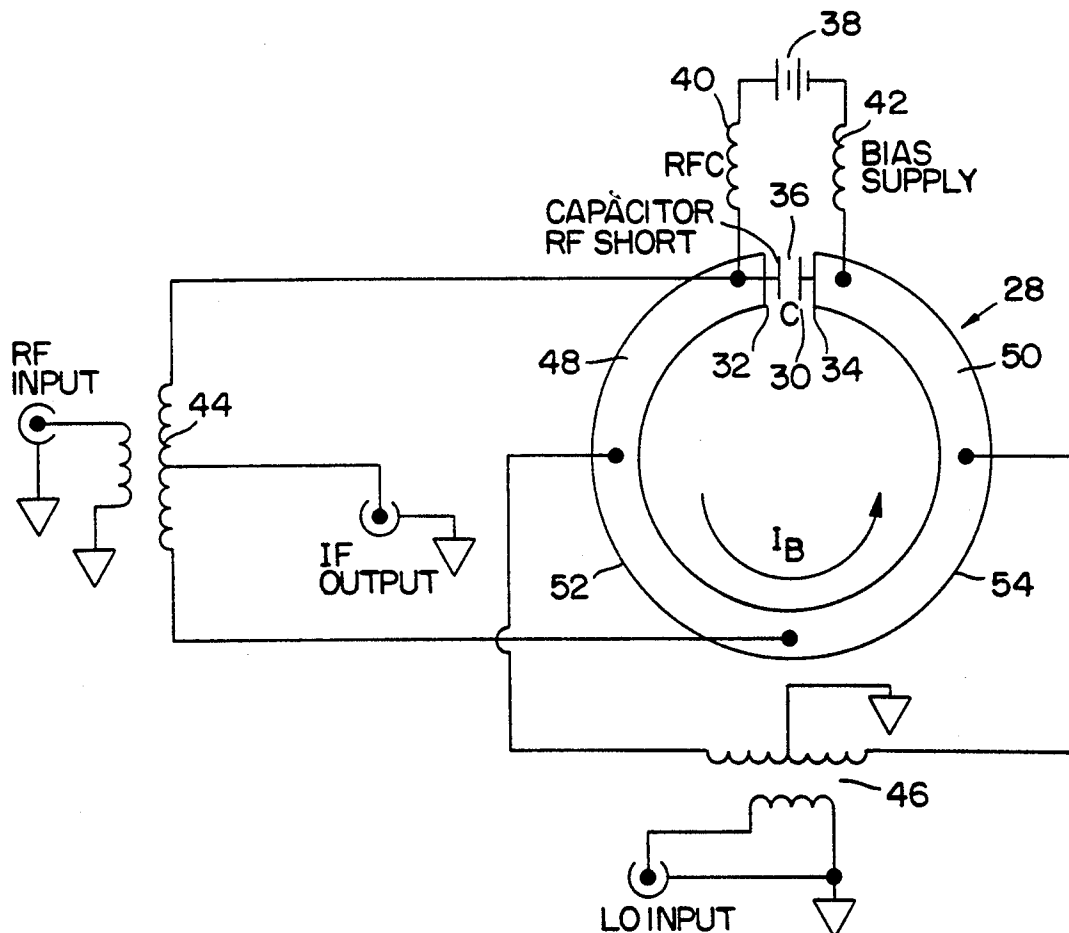 38
40
42
RFC
BIAS
SUPPLY
36
CAPACITOR
RF SHORT
C
28
32
30
34
48
50
RF
INPUT
44
IF
OUTPUT
IB
52
54
46
LO INPUT